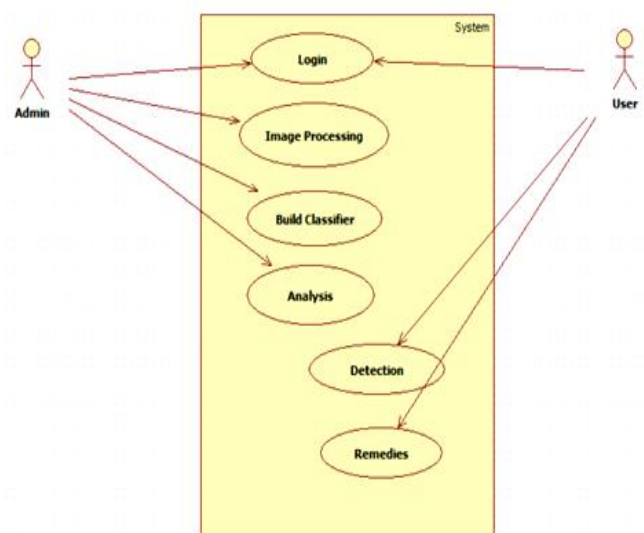 System
Login
Admin
User
Image Processing
Build Classifier
Analysis
Detection
Remedies